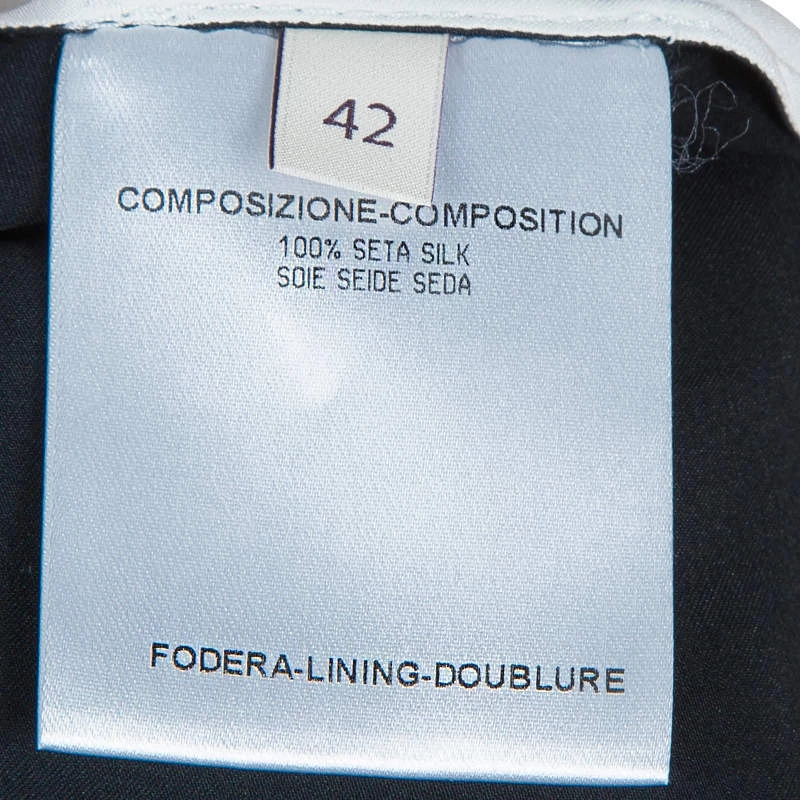 42
COMPOSIZIONE-COMPOSITION
100% SETA SILK
SOIE SEIDE SEDA
FODERA-LINING-DOUBLURE